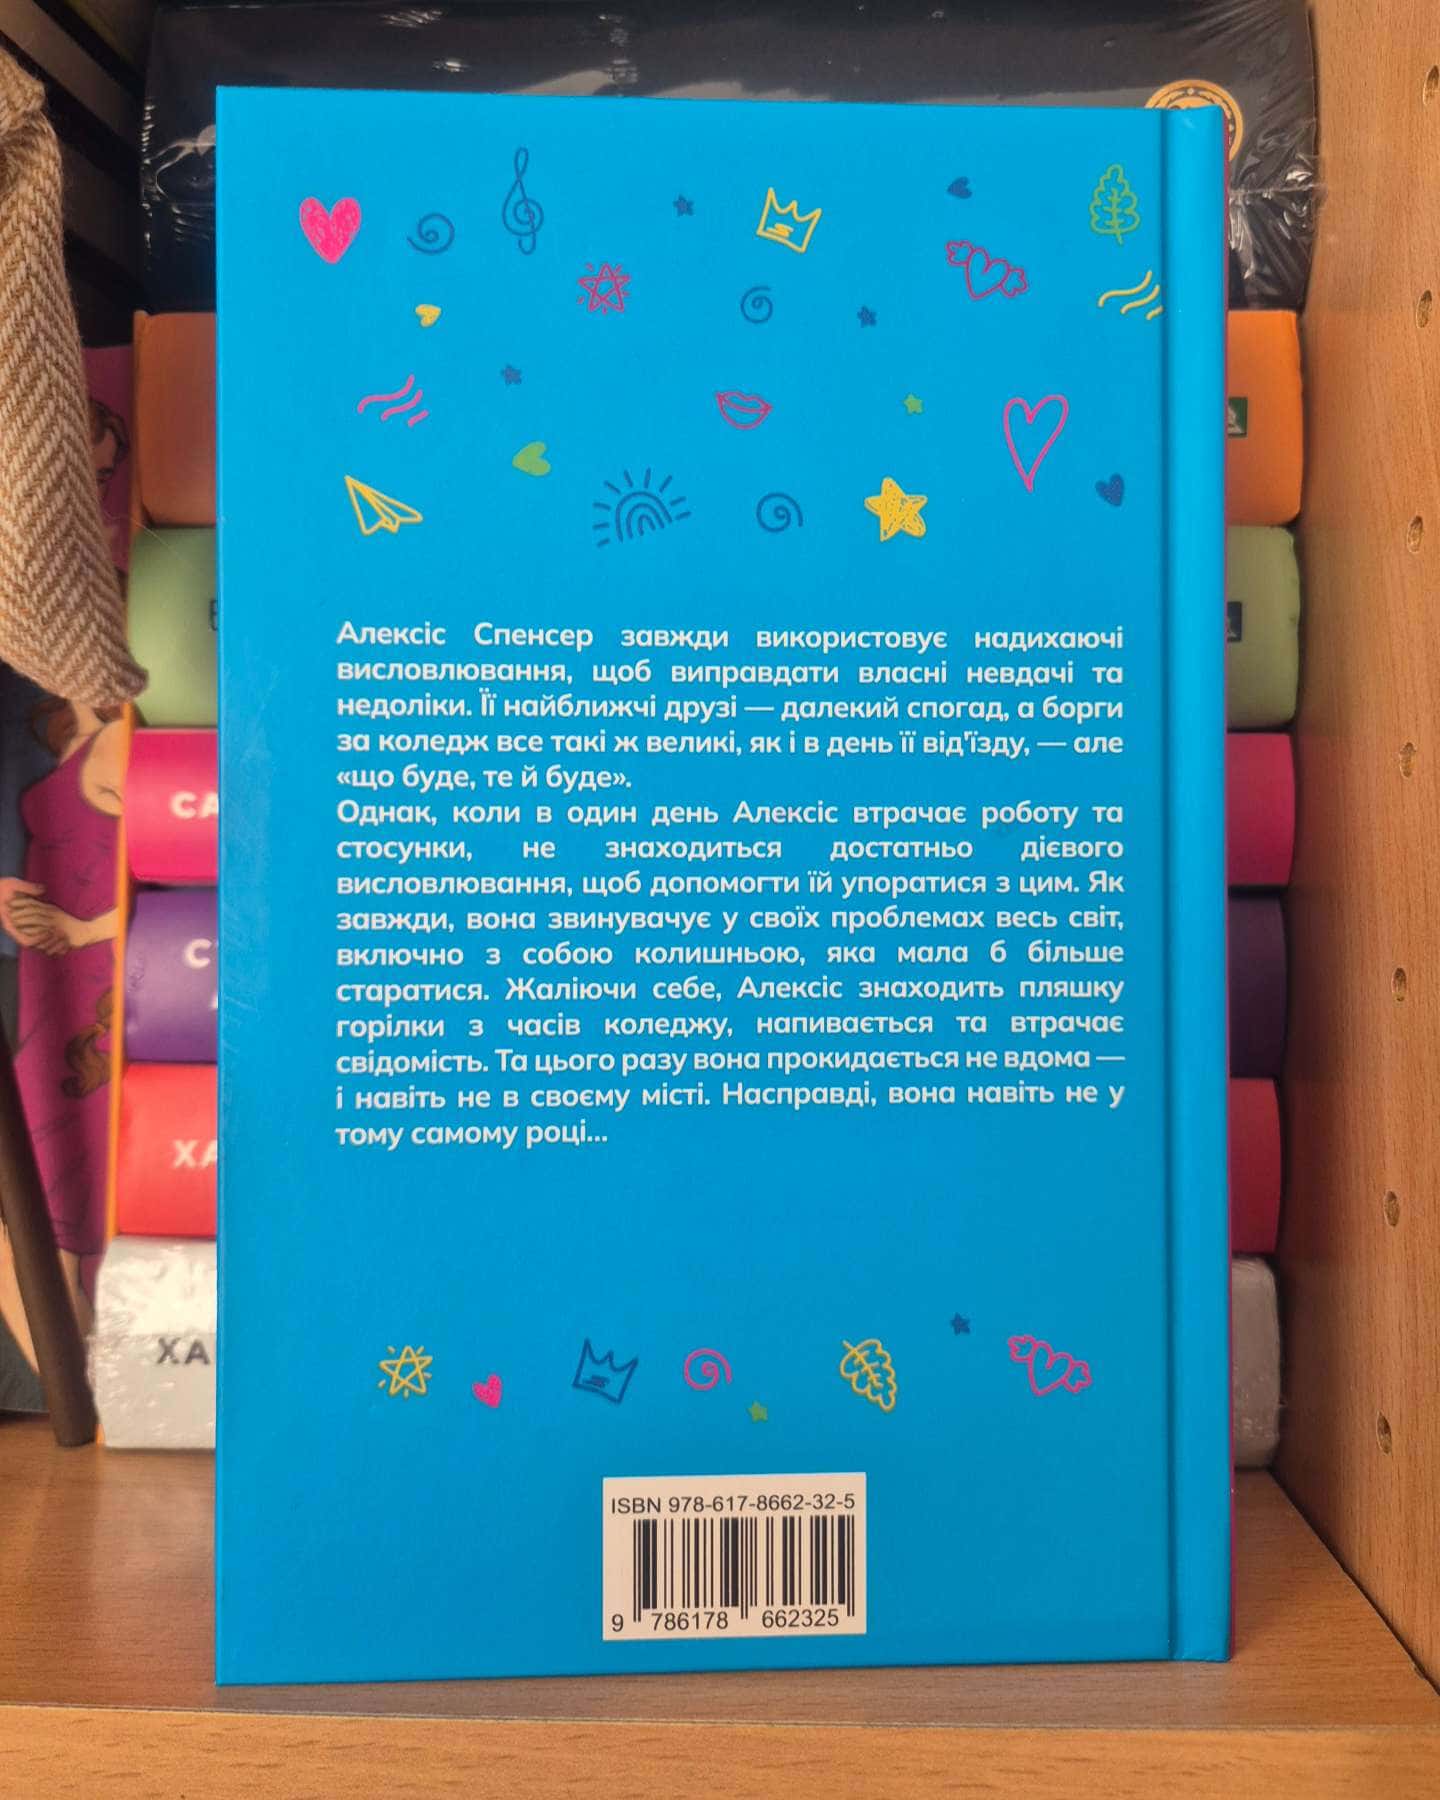 Алексіс Спенсер завжди використовує надихаючі
висловлювання, щоб виправдати власні невдачі та
недоліки. Її найближчі друзі — далекий спогад, а борги
за коледж все такі ж великі, як і в день її від'їзду, — але
«що буде, те й буде».
Однак, коли в один день Алексіс втрачає роботу та
стосунки, не знаходиться достатньо дієвого
висловлювання, щоб допомогти їй упоратися з цим. Як
завжди, вона звинувачує у своїх проблемах весь світ,
включно з собою колишньою, яка мала б більше
старатися. Жаліючи себе, Алексіс знаходить пляшку
горілки з часів коледжу, напивається та втрачає
свідомість. Та цього разу вона прокидається не вдома —
і навіть не в своєму місті. Насправді, вона навіть не у
тому самому році...
ISBN 978-617-8662-32-5
9 786178 662325
СА
С
ХА
ХА